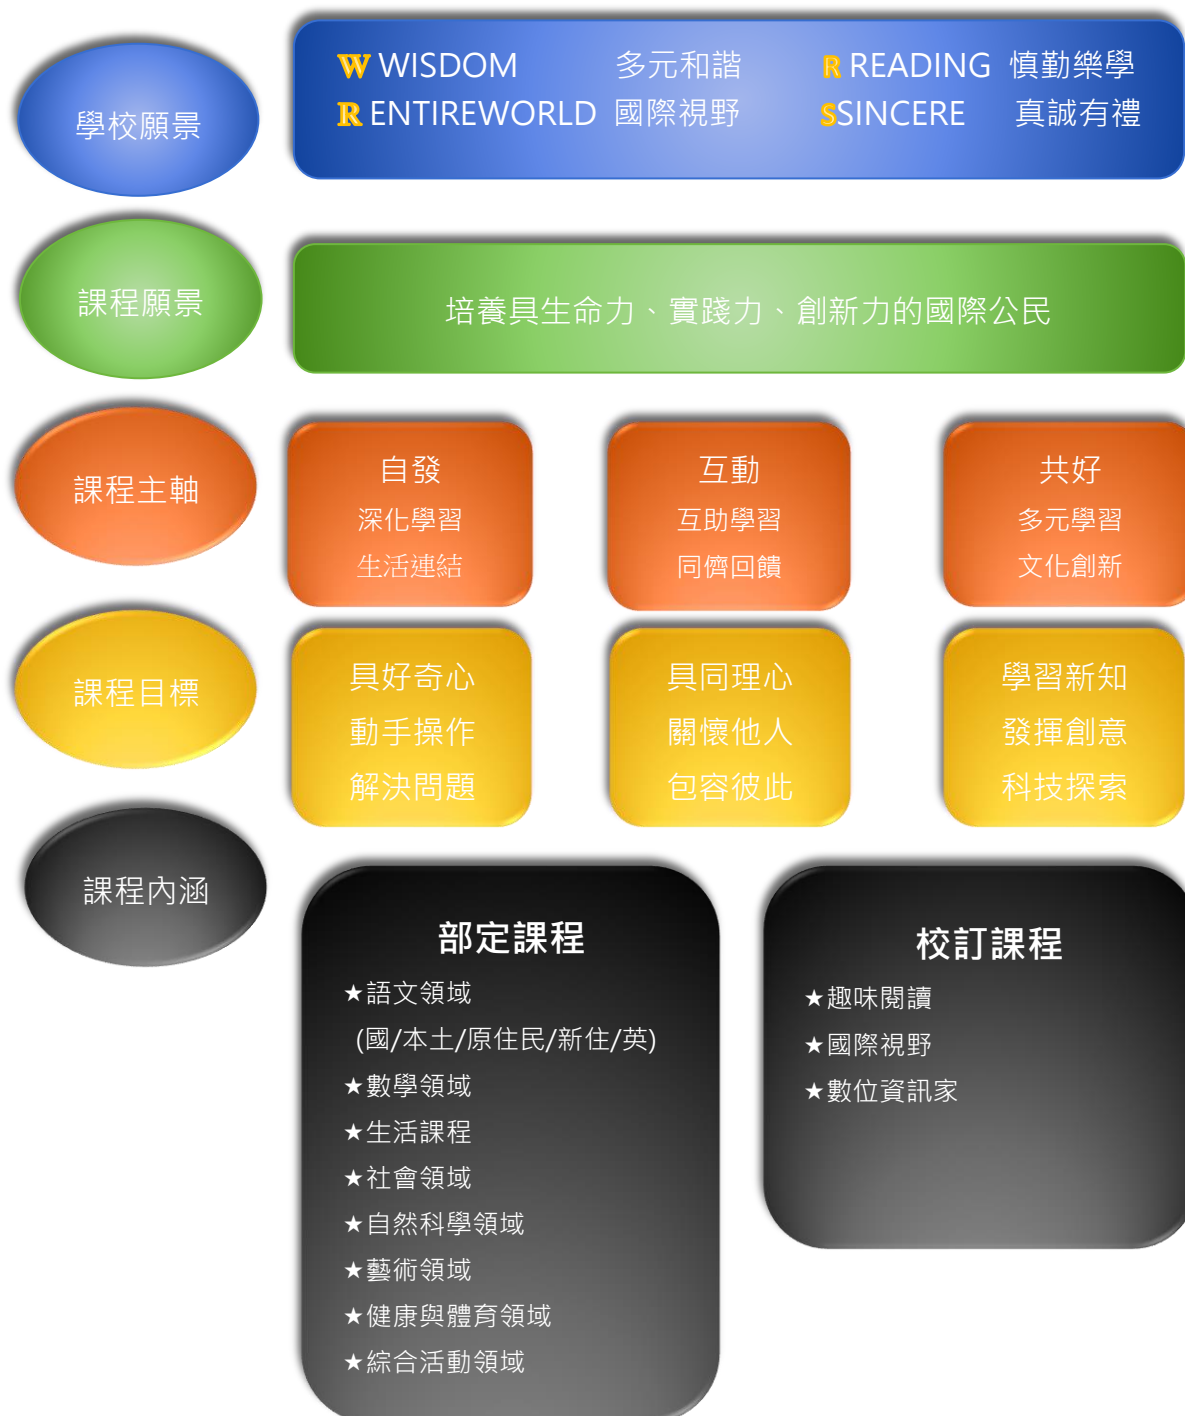 學校願景
W WISDOM 多元和諧 R READING 慎勤樂學
R ENTIREWORLD 國際視野 SSINCERE 真誠有禮
課程願景
培養具生命力、實踐力、創新力的國際公民
課程主軸
自發
深化學習
生活連結
互動
互助學習
同儕回饋
共好
多元學習
文化創新
課程目標
具好奇心
動手操作
解決問題
具同理心
關懷他人
包容彼此
學習新知
發揮創意
科技探索
課程內涵
部定課程
★語文領域
(國/本土/原住民/新住/英)
★數學領域
★生活課程
★社會領域
★自然科學領域
★藝術領域
★健康與體育領域
★綜合活動領域
校訂課程
★趣味閱讀
★國際視野
★數位資訊家